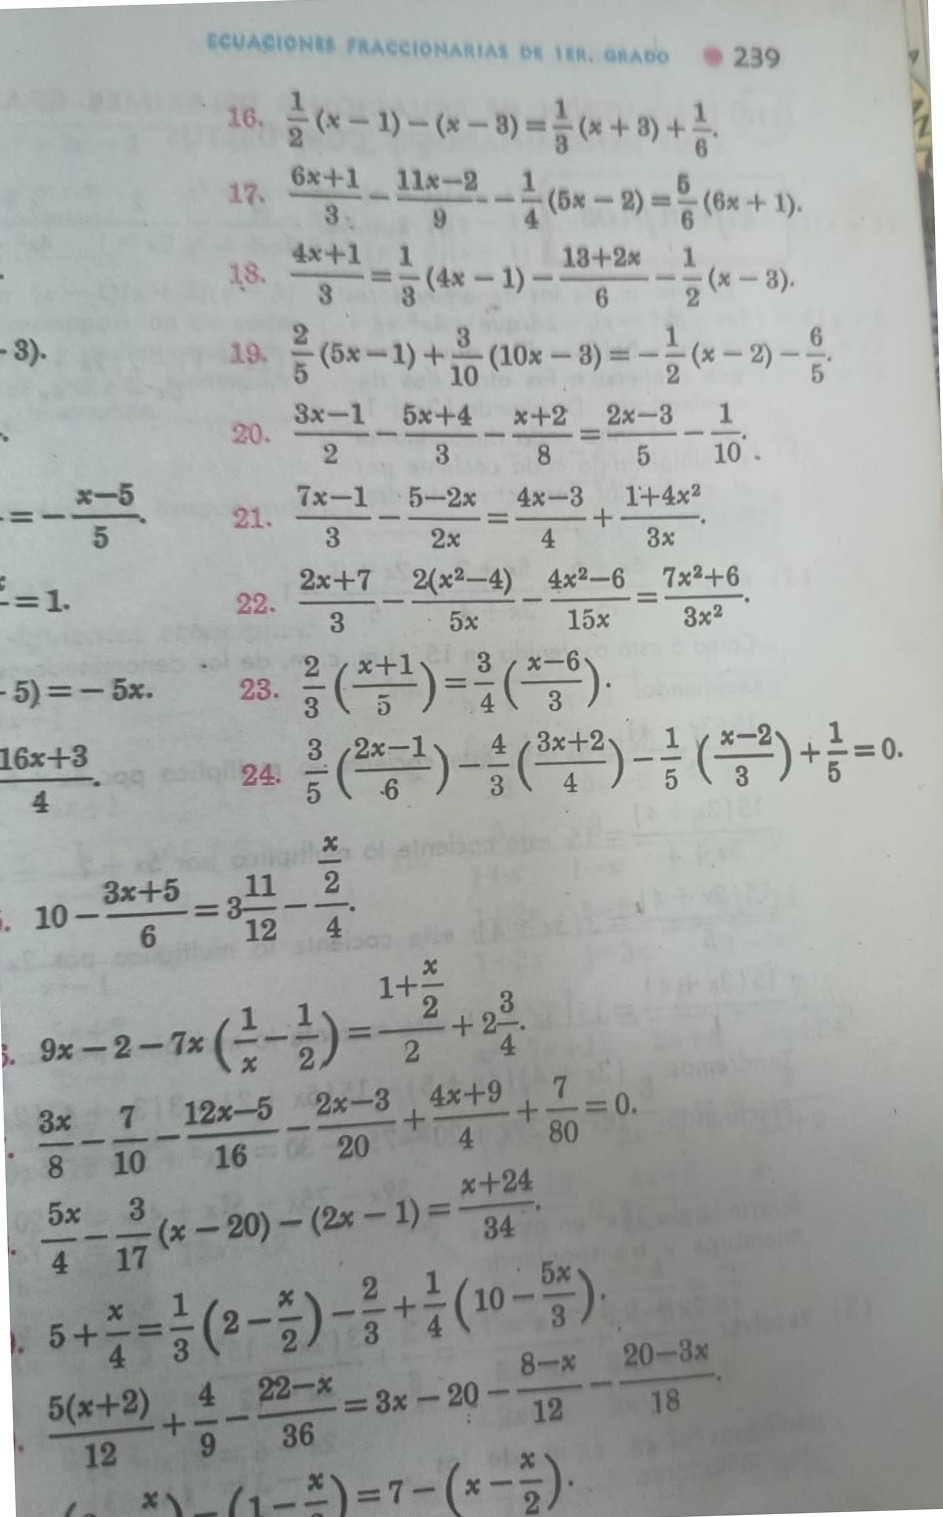 ECUACIONES FRACCIONARIAS DE 1ER. GRADO ● 239
16. 1/2 (x − 1) − (x − 3) = 1/3 (x + 3) + 1/6.
17. (6x+1)/3 − (11x−2)/9 − 1/4 (5x − 2) = 5/6 (6x + 1).
18. (4x+1)/3 = 1/3 (4x − 1) − (13+2x)/6 − 1/2 (x − 3).
- 3).
19. 2/5 (5x − 1) + 3/10 (10x − 3) = − 1/2 (x − 2) − 6/5.
20. (3x−1)/2 − (5x+4)/3 − (x+2)/8 = (2x−3)/5 − 1/10.
= − (x−5)/5.
21. (7x−1)/3 − (5−2x)/2x = (4x−3)/4 + (1+4x²)/3x.
= 1.
22. (2x+7)/3 − 2(x²−4)/5x − (4x²−6)/15x = (7x²+6)/3x².
- 5) = − 5x.
23. 2/3 ((x+1)/5) = 3/4 ((x−6)/3).
(16x+3)/4.
24. 3/5 ((2x−1)/6) − 4/3 ((3x+2)/4) − 1/5 ((x−2)/3) + 1/5 = 0.
10 − (3x+5)/6 = 3 11/12 − (x/2)/4.
9x − 2 − 7x (1/x − 1/2) = (1 + x/2)/2 + 2 3/4.
3x/8 − 7/10 − (12x−5)/16 − (2x−3)/20 + (4x+9)/4 + 7/80 = 0.
5x/4 − 3/17 (x − 20) − (2x − 1) = (x+24)/34.
5 + x/4 = 1/3 (2 − x/2) − 2/3 + 1/4 (10 − 5x/3).
5(x+2)/12 + 4/9 − (22−x)/36 = 3x − 20 − (8−x)/12 − (20−3x)/18.
= 7 − (x − x/2).